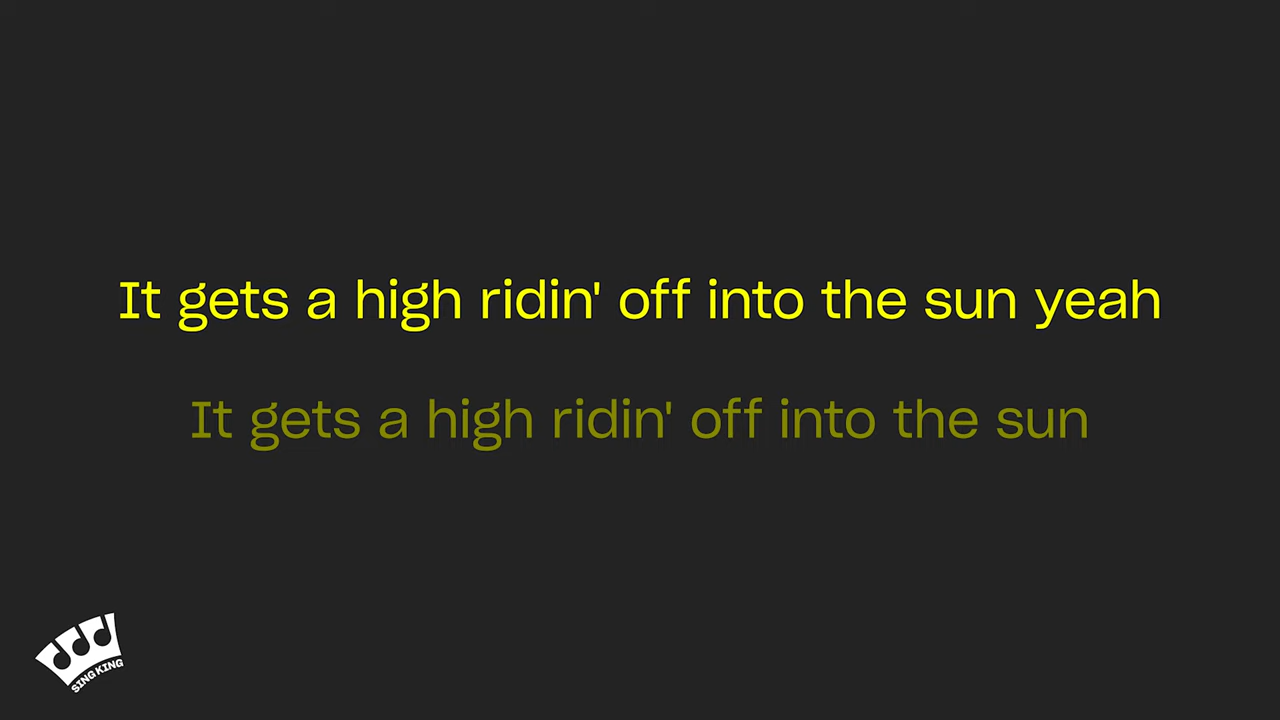 It gets a high ridin' off into the sun yeah
It gets a high ridin' off into the sun
SING KING